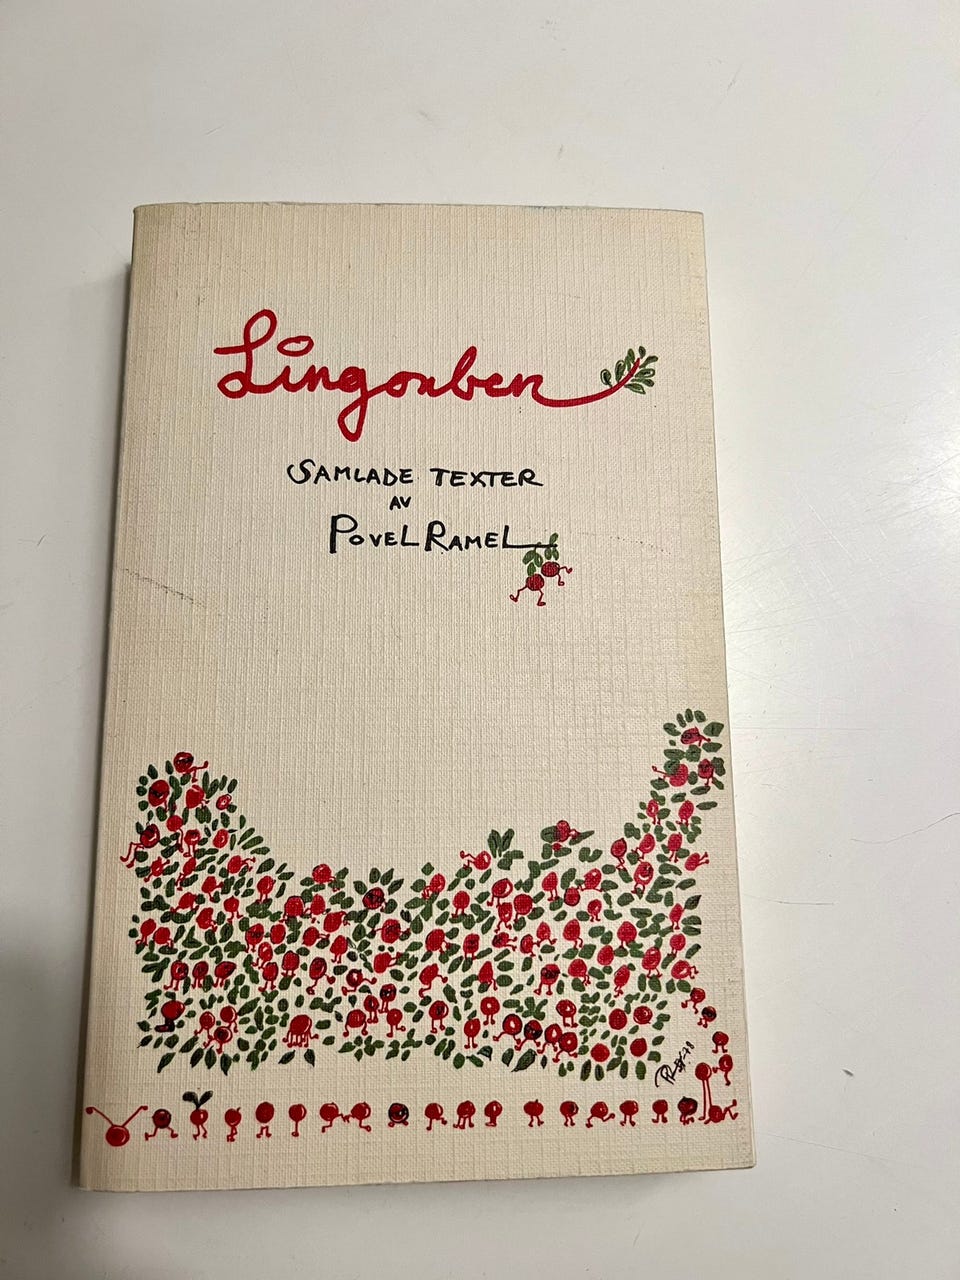 Lingonben
SAMLADE TEXTER
AV
POVEL RAMEL